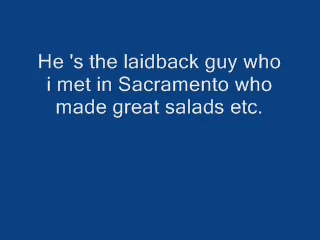 He 's the laidback guy who
i met in Sacramento who
made great salads etc.